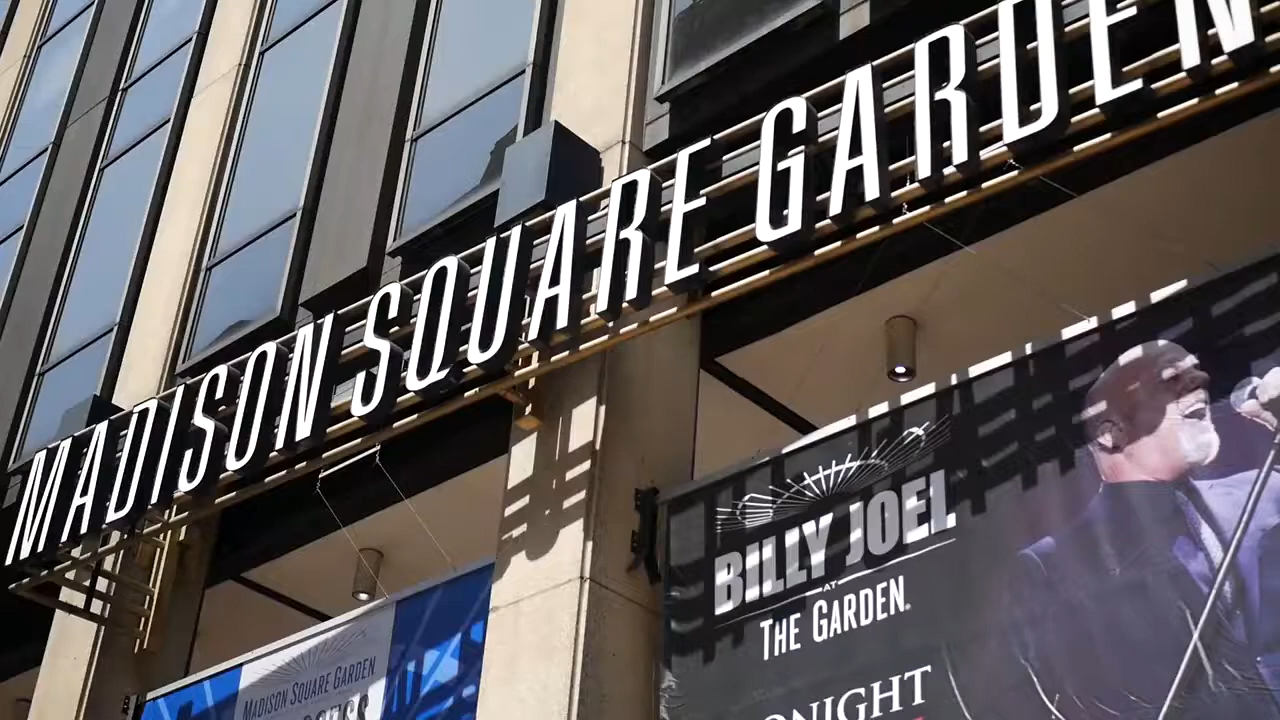 MADISON SQUARE GARDEN
BILLY JOEL
AT
THE GARDEN.
MADISON SQUARE GARDEN